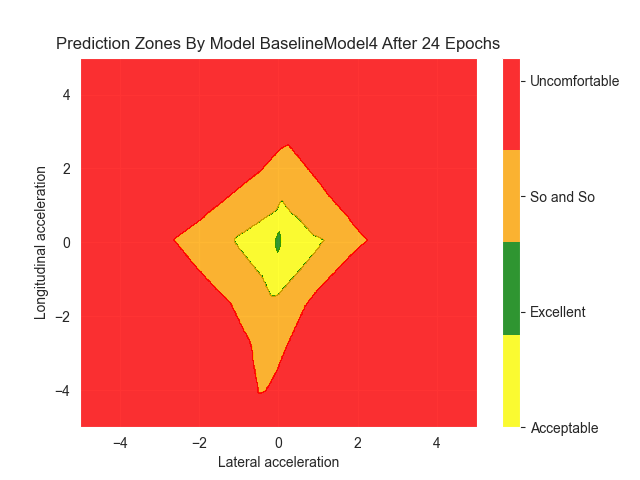 Prediction Zones By Model BaselineModel4 After 24 Epochs
Uncomfortable
So and So
Excellent
Acceptable
4
2
0
−2
−4
Longitudinal acceleration
−4
−2
0
2
4
Lateral acceleration